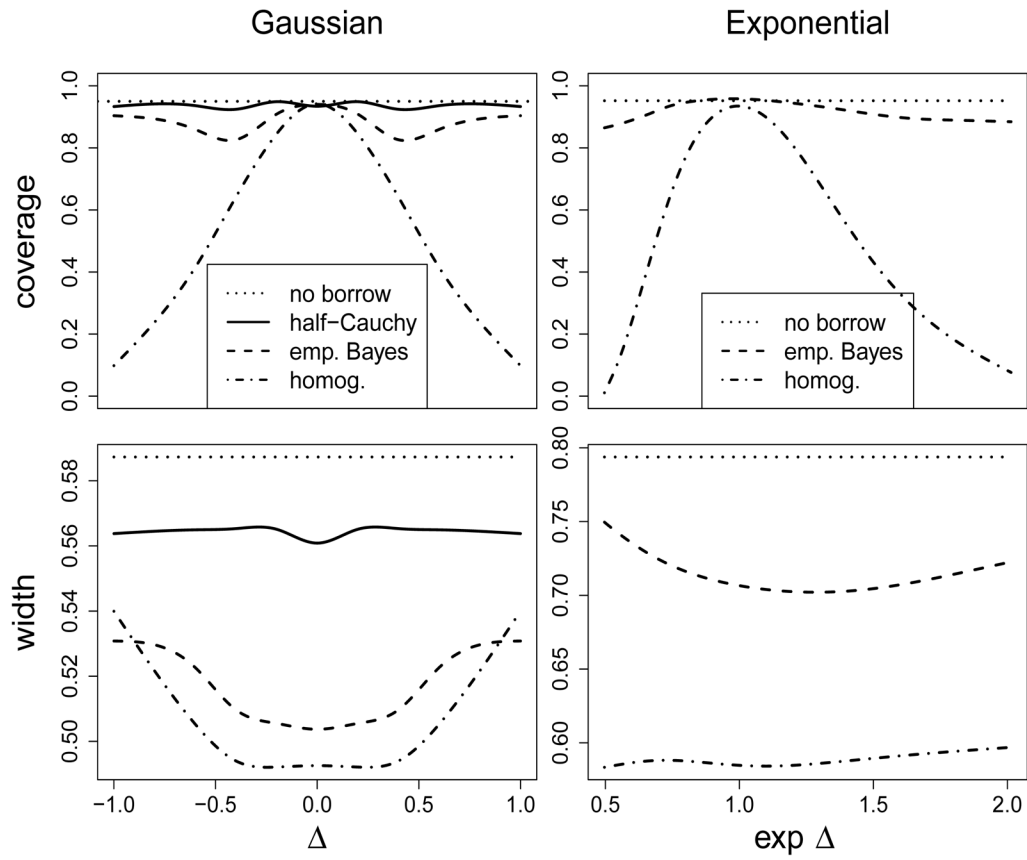 Gaussian
Exponential
coverage
0.0 0.2 0.4 0.6 0.8 1.0
no borrow
half−Cauchy
emp. Bayes
homog.
0.0 0.2 0.4 0.6 0.8 1.0
no borrow
emp. Bayes
homog.
width
0.50 0.52 0.54 0.56 0.58
−1.0 −0.5 0.0 0.5 1.0
Δ
0.60 0.65 0.70 0.75 0.80
0.5 1.0 1.5 2.0
exp Δ